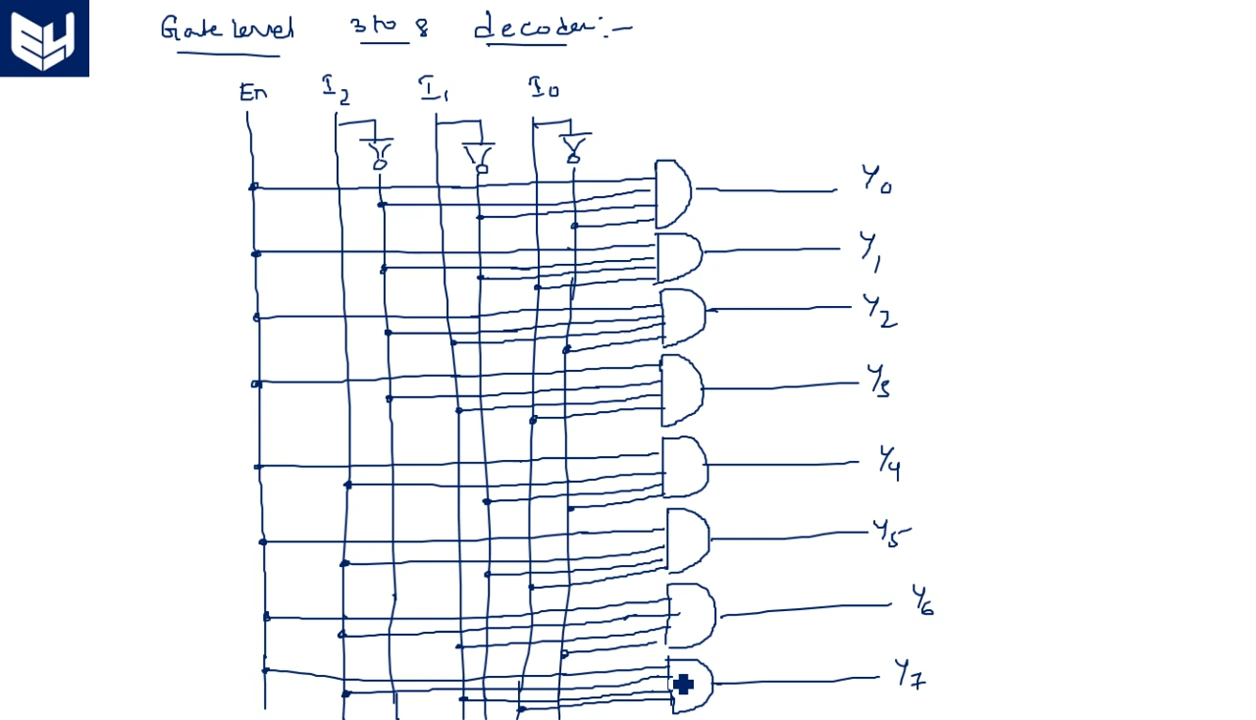 Gate level 3 to 8 decoder:-
En I2 I1 I0
Y0
Y1
Y2
Y3
Y4
Y5
Y6
Y7